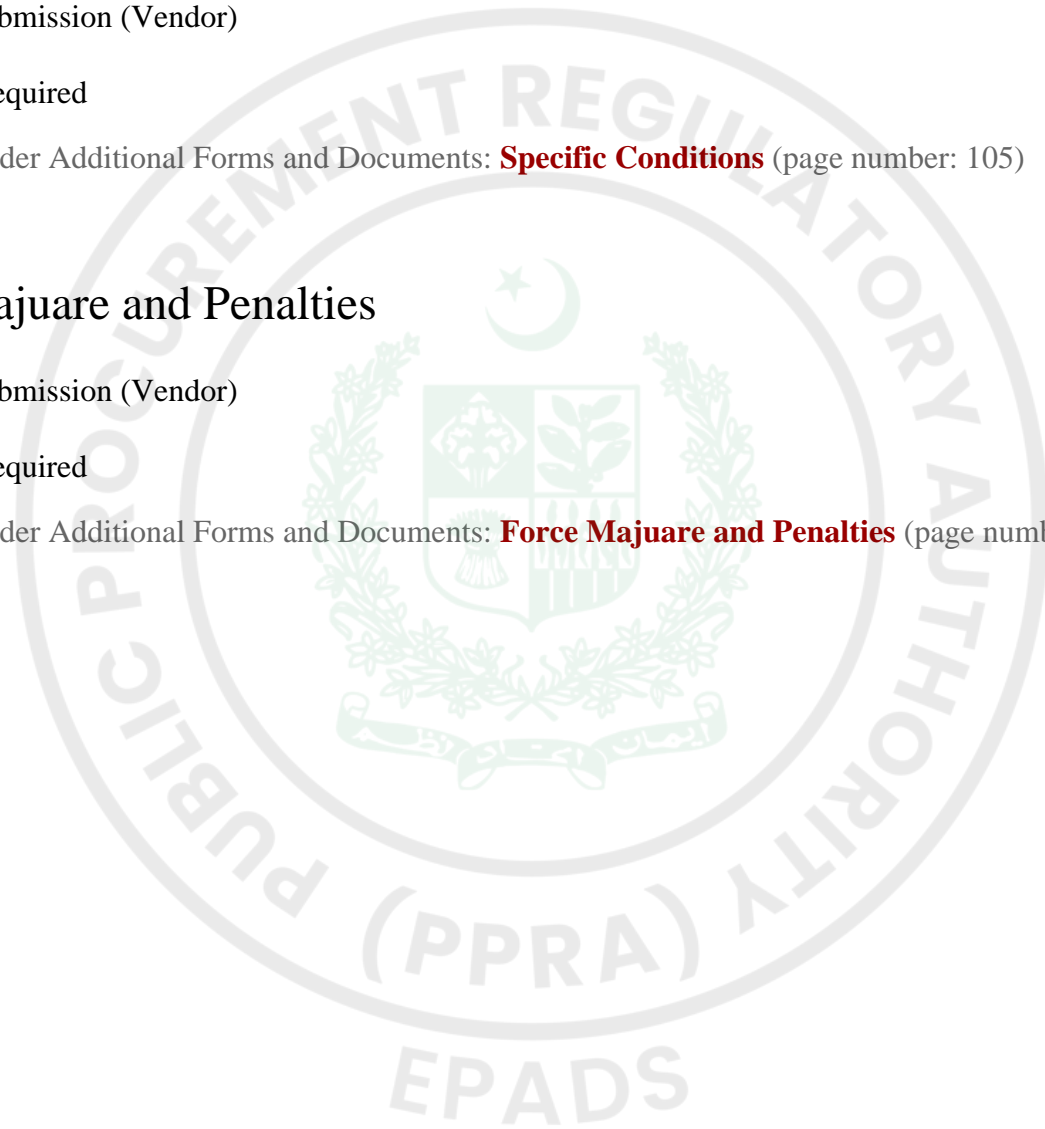 bmission (Vendor)
equired
der Additional Forms and Documents: Specific Conditions (page number: 105)
ajuare and Penalties
bmission (Vendor)
equired
der Additional Forms and Documents: Force Majuare and Penalties (page numb
PUBLIC PROCUREMENT REGULATORY AUTHORITY
(PPRA)
EPADS